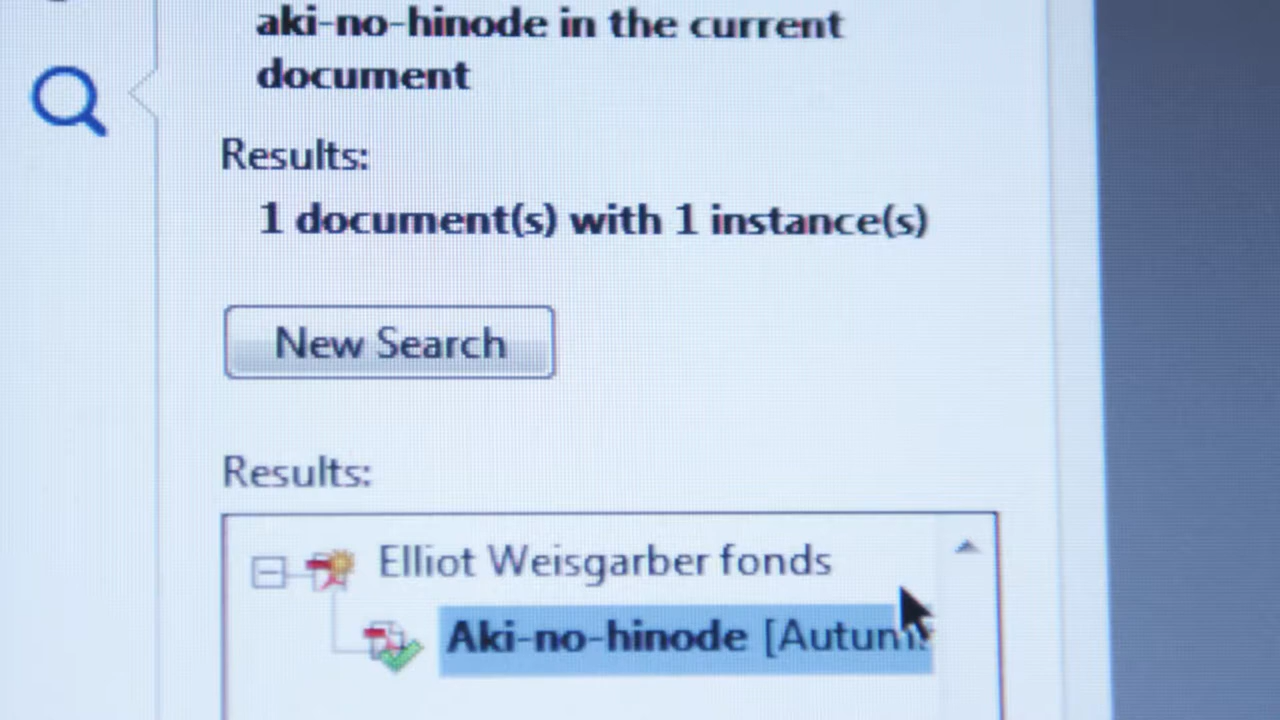 aki-no-hinode in the current
document
Results:
1 document(s) with 1 instance(s)
New Search
Results:
Elliot Weisgarber fonds
Aki-no-hinode [Autum